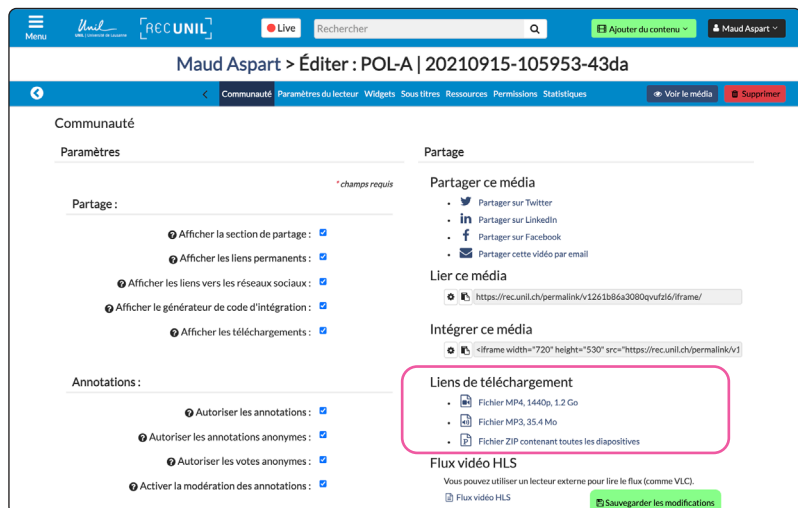 Menu
Unil
UNIL | Université de Lausanne
REC UNIL
Live
Rechercher
Ajouter du contenu
Maud Aspart
Maud Aspart > Éditer : POL-A | 20210915-105953-43da
Communauté Paramètres du lecteur Widgets Sous titres Ressources Permissions Statistiques
Voir le média
Supprimer
Communauté
Paramètres
* champs requis
Partage :
Afficher la section de partage :
Afficher les liens permanents :
Afficher les liens vers les réseaux sociaux :
Afficher le générateur de code d'intégration :
Afficher les téléchargements :
Annotations :
Autoriser les annotations :
Autoriser les annotations anonymes :
Autoriser les votes anonymes :
Activer la modération des annotations :
Partage
Partager ce média
Partager sur Twitter
Partager sur LinkedIn
Partager sur Facebook
Partager cette vidéo par email
Lier ce média
https://rec.unil.ch/permalink/v1261b86a3080qvufzl6/iframe/
Intégrer ce média
<iframe width="720" height="530" src="https://rec.unil.ch/permalink/v1
Liens de téléchargement
Fichier MP4, 1440p, 1.2 Go
Fichier MP3, 35.4 Mo
Fichier ZIP contenant toutes les diapositives
Flux vidéo HLS
Vous pouvez utiliser un lecteur externe pour lire le flux (comme VLC).
Flux vidéo HLS
Sauvegarder les modifications